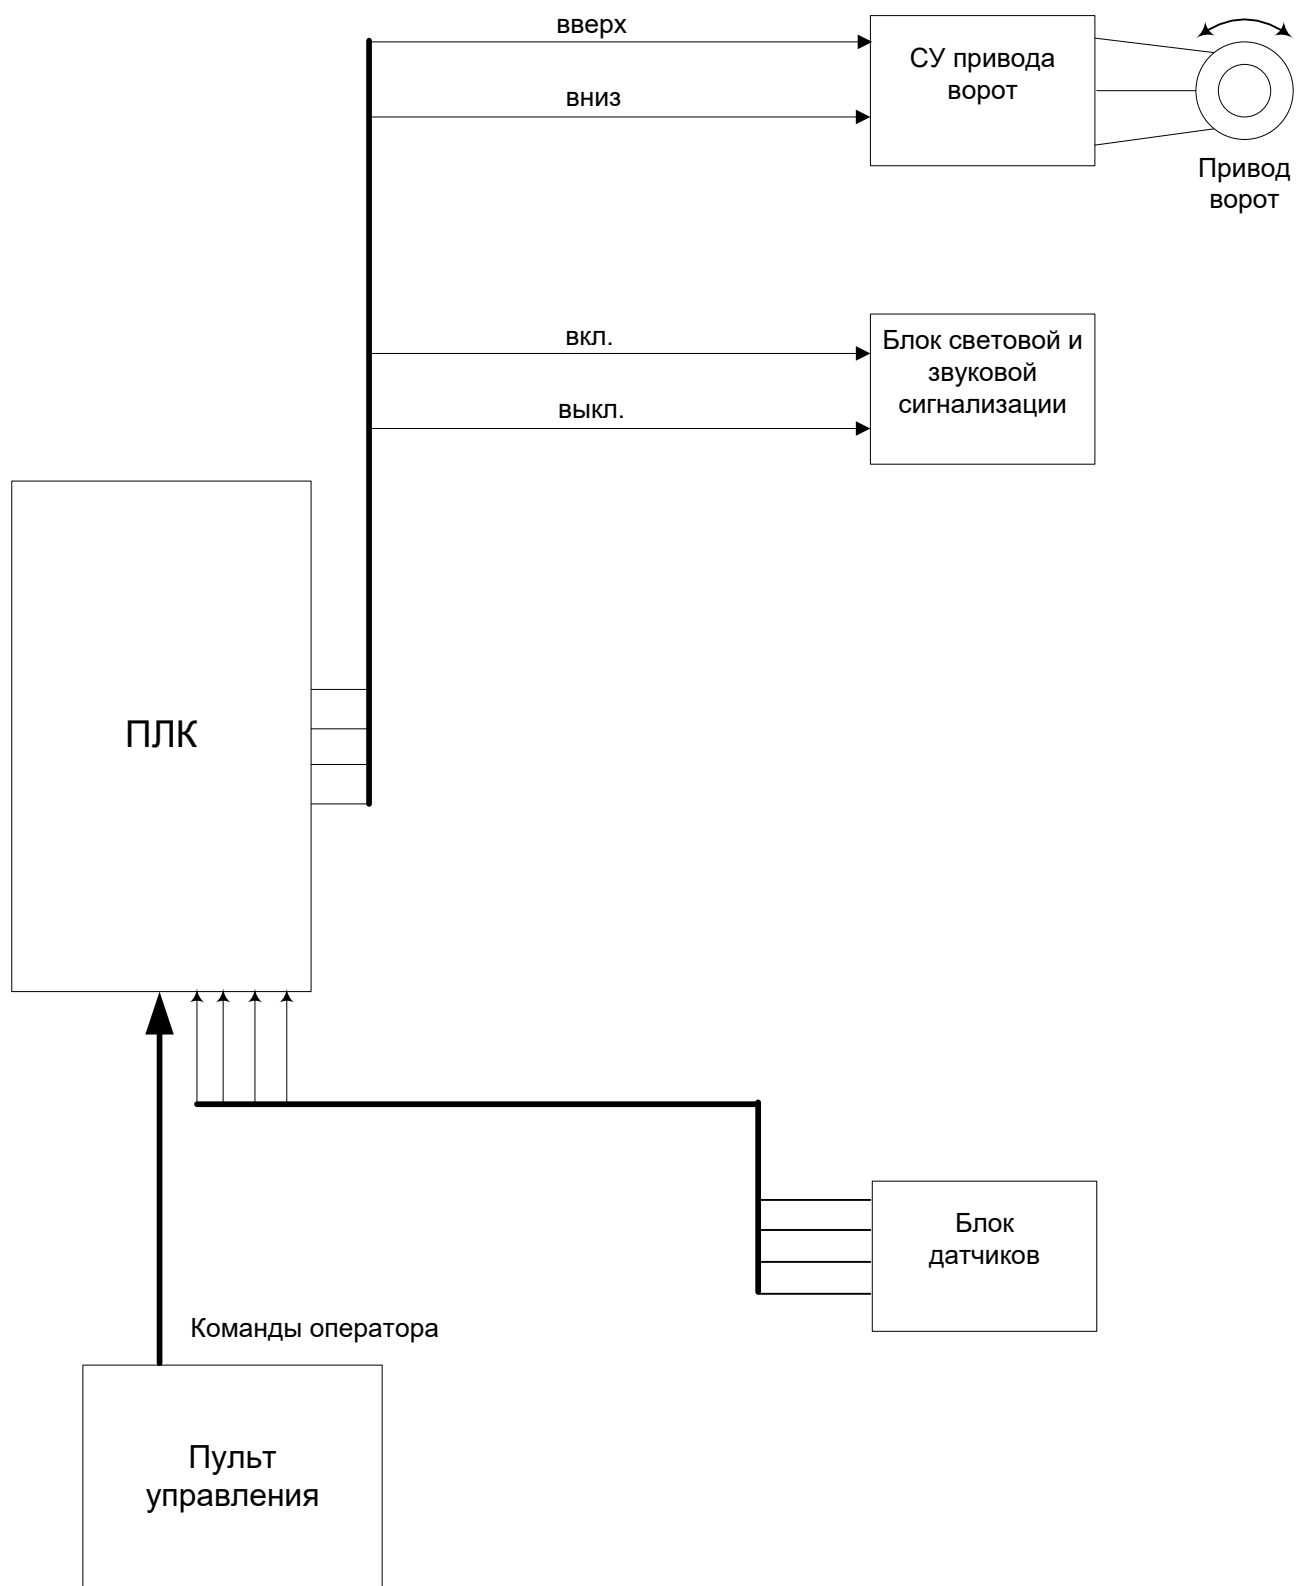 вверх
СУ привода
ворот
вниз
Привод
ворот
вкл.
Блок световой и
звуковой
сигнализации
выкл.
ПЛК
Блок
датчиков
Команды оператора
Пульт
управления